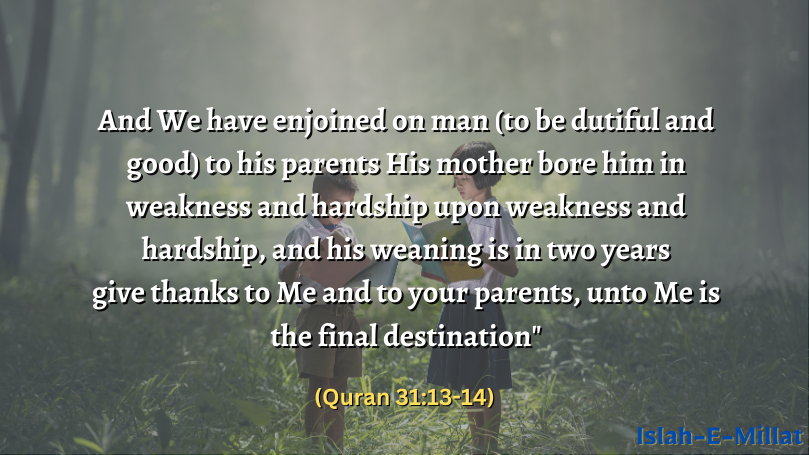 And We have enjoined on man (to be dutiful and
good) to his parents His mother bore him in
weakness and hardship upon weakness and
hardship, and his weaning is in two years
give thanks to Me and to your parents, unto Me is
the final destination"
(Quran 31:13-14)
Islah-E-Millat